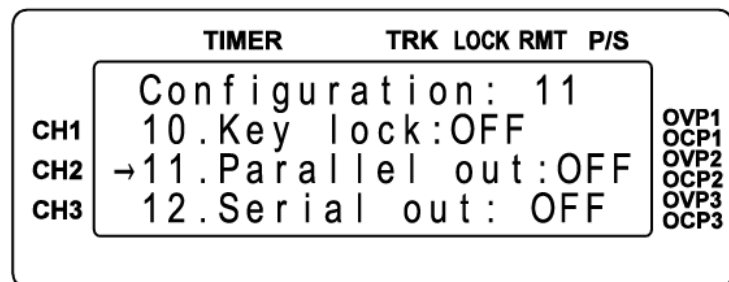 TIMER TRK LOCK RMT P/S
Configuration: 11
CH1 10.Key lock:OFF OVP1
OCP1
CH2 →11.Parallel out:OFF OVP2
OCP2
CH3 12.Serial out: OFF OVP3
OCP3